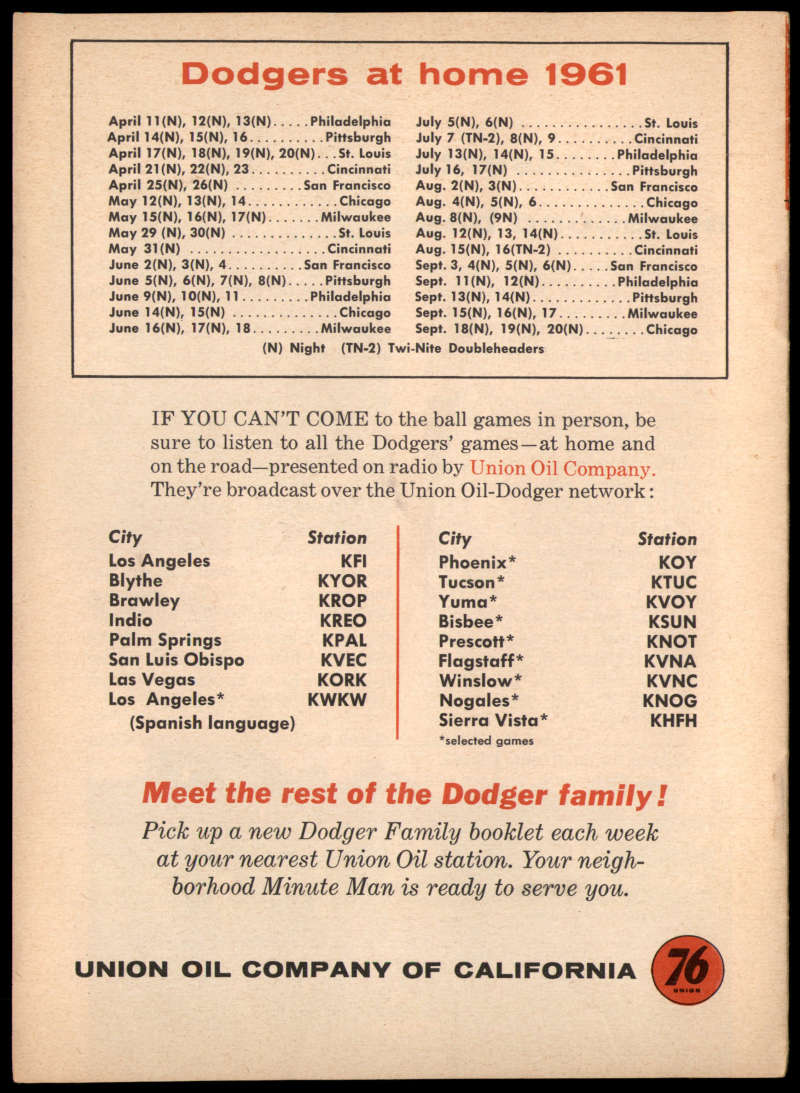 Dodgers at home 1961
April 11(N), 12(N), 13(N).....Philadelphia
April 14(N), 15(N), 16..........Pittsburgh
April 17(N), 18(N), 19(N), 20(N)...St. Louis
April 21(N), 22(N), 23..........Cincinnati
April 25(N), 26(N) .........San Francisco
May 12(N), 13(N), 14............Chicago
May 15(N), 16(N), 17(N).......Milwaukee
May 29 (N), 30(N) ..............St. Louis
May 31(N) ..................Cincinnati
June 2(N), 3(N), 4..........San Francisco
June 5(N), 6(N), 7(N), 8(N).....Pittsburgh
June 9(N), 10(N), 11.........Philadelphia
June 14(N), 15(N) ..............Chicago
June 16(N), 17(N), 18.........Milwaukee
July 5(N), 6(N) ................St. Louis
July 7 (TN-2), 8(N), 9..........Cincinnati
July 13(N), 14(N), 15........Philadelphia
July 16, 17(N) ...............Pittsburgh
Aug. 2(N), 3(N)............San Francisco
Aug. 4(N), 5(N), 6..............Chicago
Aug. 8(N), (9N) .............Milwaukee
Aug. 12(N), 13, 14(N)...........St. Louis
Aug. 15(N), 16(TN-2) ..........Cincinnati
Sept. 3, 4(N), 5(N), 6(N).....San Francisco
Sept. 11(N), 12(N)..........Philadelphia
Sept. 13(N), 14(N).............Pittsburgh
Sept. 15(N), 16(N), 17.........Milwaukee
Sept. 18(N), 19(N), 20(N)........Chicago
(N) Night (TN-2) Twi-Nite Doubleheaders
IF YOU CAN'T COME to the ball games in person, be
sure to listen to all the Dodgers' games—at home and
on the road—presented on radio by Union Oil Company.
They're broadcast over the Union Oil-Dodger network:
City Station
Los Angeles KFI
Blythe KYOR
Brawley KROP
Indio KREO
Palm Springs KPAL
San Luis Obispo KVEC
Las Vegas KORK
Los Angeles* KWKW
(Spanish language)
City Station
Phoenix* KOY
Tucson* KTUC
Yuma* KVOY
Bisbee* KSUN
Prescott* KNOT
Flagstaff* KVNA
Winslow* KVNC
Nogales* KNOG
Sierra Vista* KHFH
*selected games
Meet the rest of the Dodger family!
Pick up a new Dodger Family booklet each week
at your nearest Union Oil station. Your neigh-
borhood Minute Man is ready to serve you.
UNION OIL COMPANY OF CALIFORNIA
76
UNION